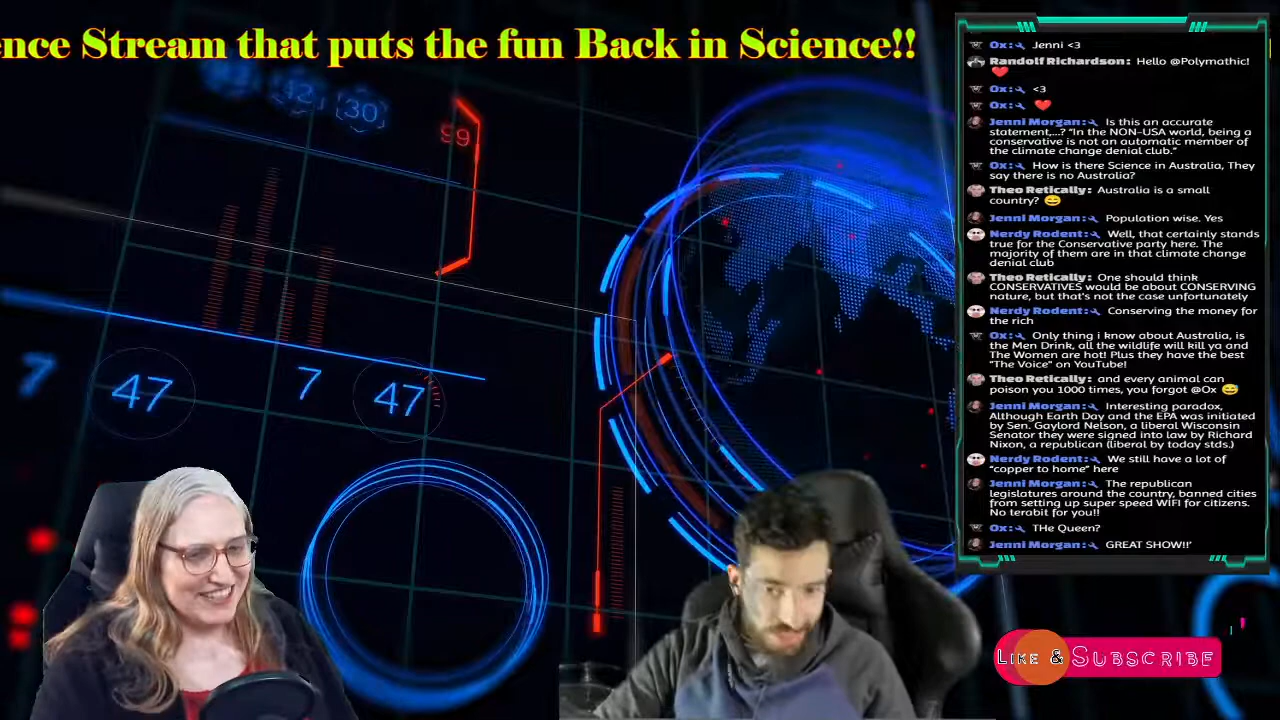 nce Stream that puts the fun Back in Science!!
42
30
99
7
47
7
47
Ox: Jenni <3
Randolf Richardson: Hello @Polymathic!
❤️
Ox: <3
Ox: ❤️
Jenni Morgan: Is this an accurate
statement,...? "In the NON-USA world, being a
conservative is not an automatic member of
the climate change denial club."
Ox: How is there Science in Australia, They
say there is no Australia?
Theo Retically: Australia is a small
country? 😅
Jenni Morgan: Population wise. Yes
Nerdy Rodent: Well, that certainly stands
true for the Conservative party here. The
majority of them are in that climate change
denial club
Theo Retically: One should think
CONSERVATIVES would be about CONSERVING
nature, but that's not the case unfortunately
Nerdy Rodent: Conserving the money for
the rich
Ox: Only thing i know about Australia, is
the Men Drink, all the wildlife will kill ya and
The Women are hot! Plus they have the best
"The Voice" on YouTube!
Theo Retically: and every animal can
poison you 1000 times, you forgot @Ox 😅
Jenni Morgan: Interesting paradox,
Although Earth Day and the EPA was initiated
by Sen. Gaylord Nelson, a liberal Wisconsin
Senator they were signed into law by Richard
Nixon, a republican (liberal by today stds.)
Nerdy Rodent: We still have a lot of
"copper to home" here
Jenni Morgan: The republican
legislatures around the country, banned cities
from setting up super speed WIFI for citizens.
No terabit for you!!
Ox: THe Queen?
Jenni Morgan: GREAT SHOW!!'
Like & Subscribe